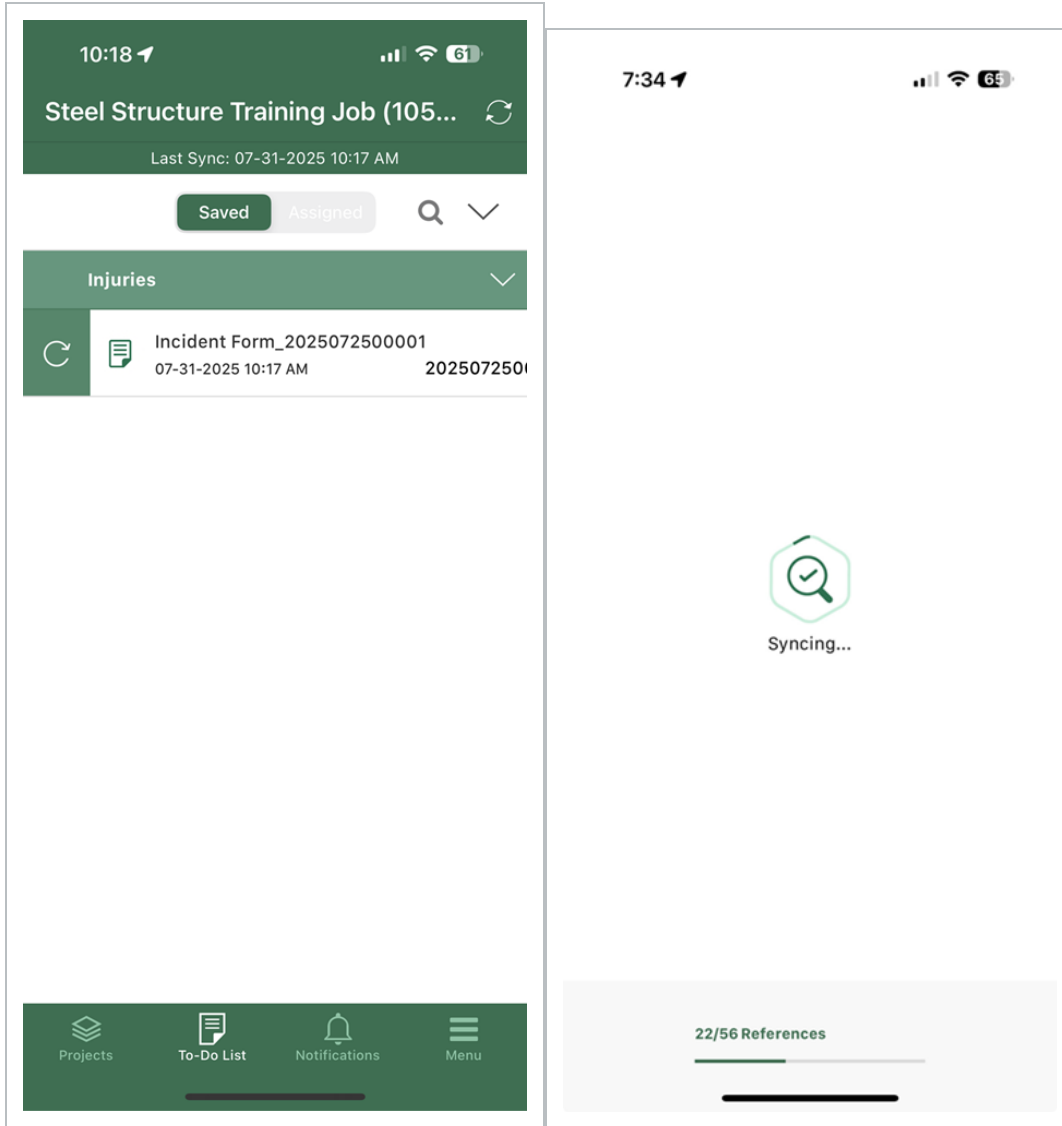 10:18
61
Steel Structure Training Job (105...
Last Sync: 07-31-2025 10:17 AM
Saved
Assigned
Injuries
Incident Form_2025072500001
07-31-2025 10:17 AM
202507250
Projects
To-Do List
Notifications
Menu
7:34
65
Syncing...
22/56 References